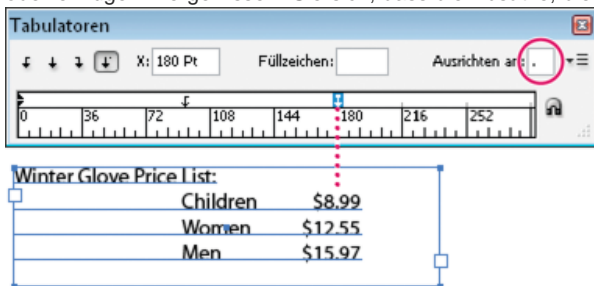 Tabulatoren
X: 180 Pt Füllzeichen: Ausrichten an: .
0 36 72 108 144 180 216 252
Winter Glove Price List:
Children $8.99
Women $12.55
Men $15.97